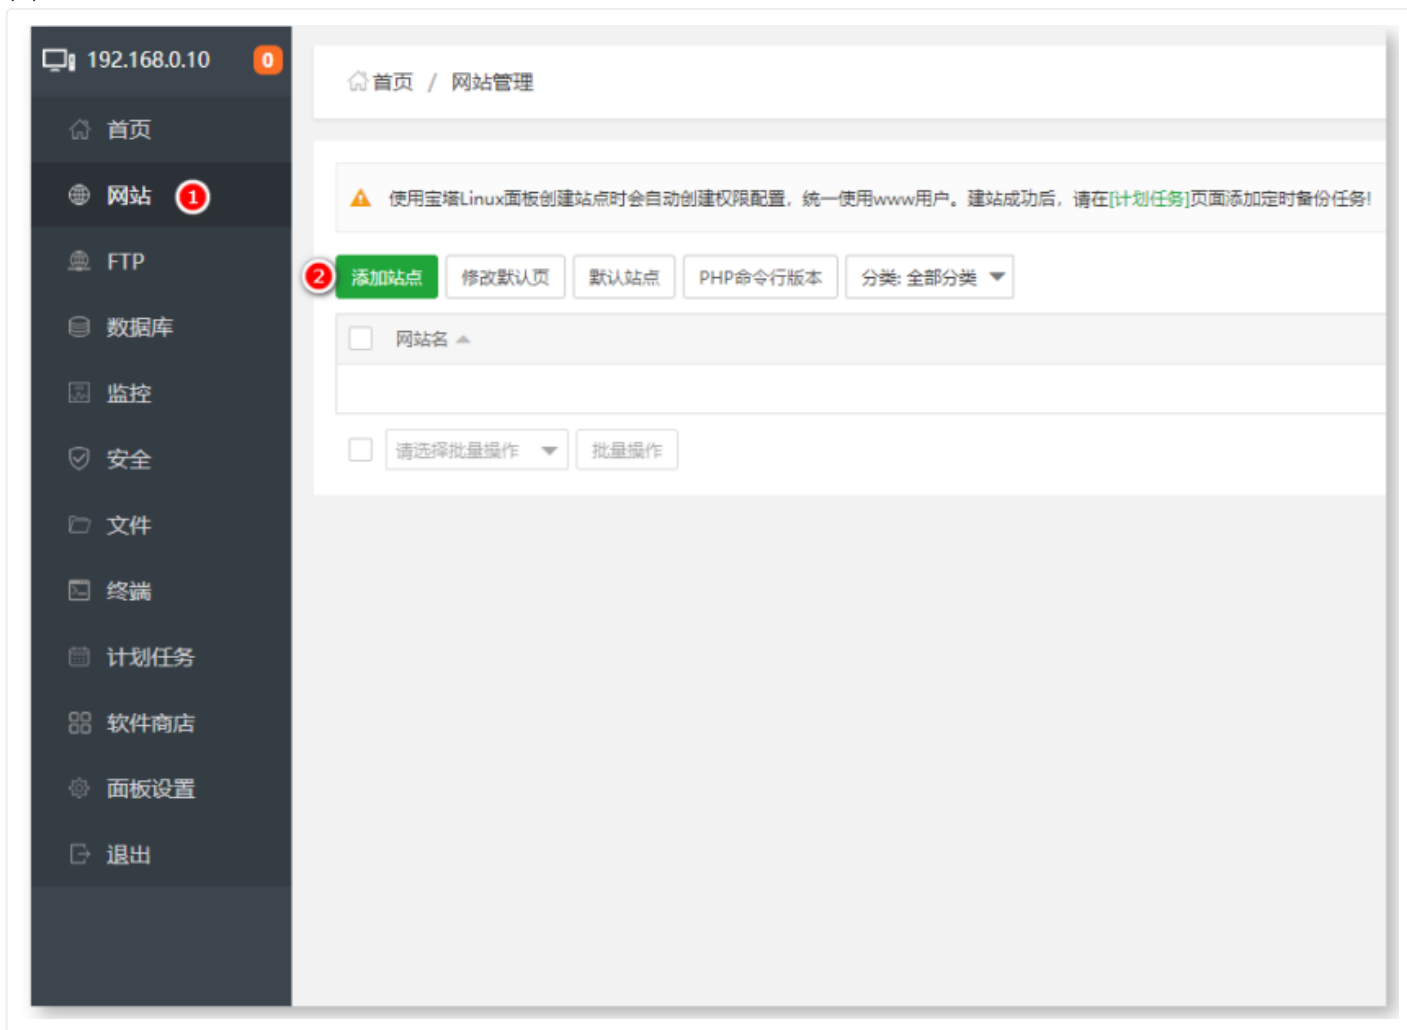 192.168.0.10 0
首页 / 网站管理
首页
网站 1
使用宝塔Linux面板创建站点时会自动创建权限配置，统一使用www用户。建站成功后，请在[计划任务]页面添加定时备份任务!
FTP
2 添加站点 修改默认页 默认站点 PHP命令行版本 分类: 全部分类
数据库
网站名
监控
请选择批量操作 批量操作
安全
文件
终端
计划任务
软件商店
面板设置
退出